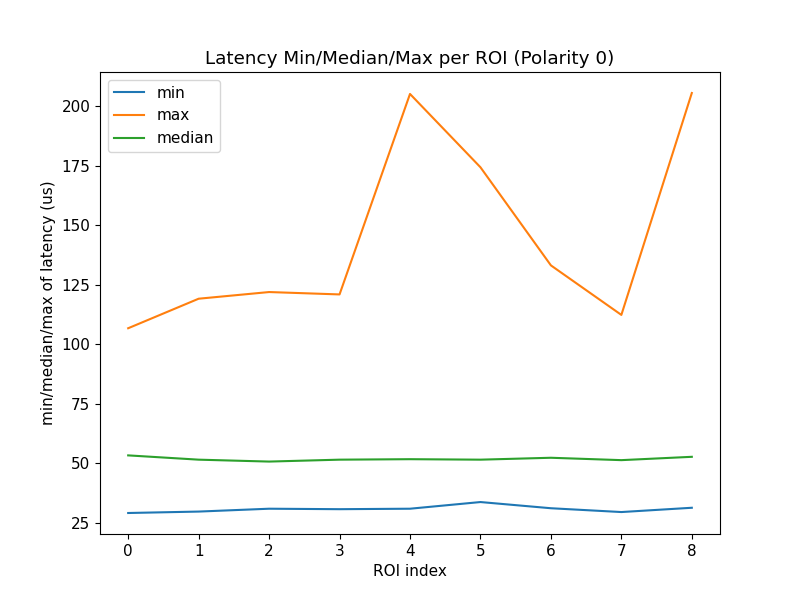 Latency Min/Median/Max per ROI (Polarity 0)
min
max
median
min/median/max of latency (us)
200
175
150
125
100
75
50
25
0 1 2 3 4 5 6 7 8
ROI index